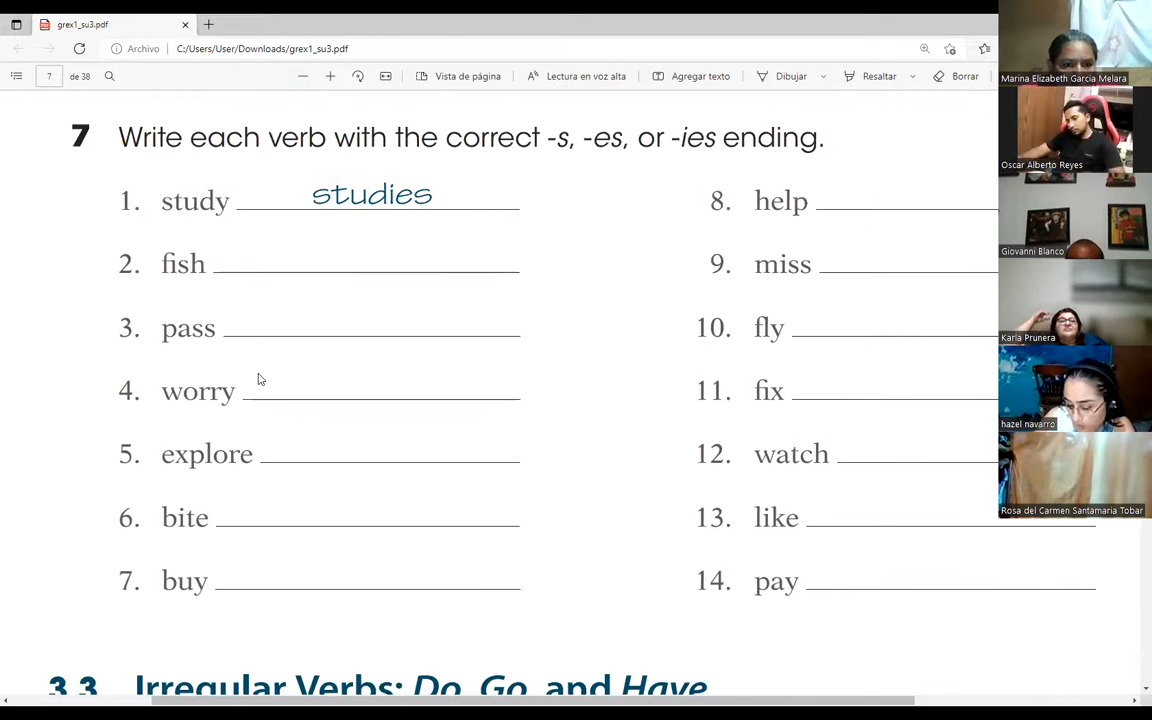 grex1_su3.pdf
Archivo C:/Users/User/Downloads/grex1_su3.pdf
7 de 38 Vista de página Lectura en voz alta Agregar texto Dibujar Resaltar Borrar
7 Write each verb with the correct -s, -es, or -ies ending.
1. study studies
2. fish
3. pass
4. worry
5. explore
6. bite
7. buy
8. help
9. miss
10. fly
11. fix
12. watch
13. like
14. pay
3.3 Irregular Verbs: Do, Go, and Have
Marina Elizabeth Garcia Melara
Oscar Alberto Reyes
Giovanni Blanco
Karla Prunera
hazel navarro
Rosa del Carmen Santamaria Tobar